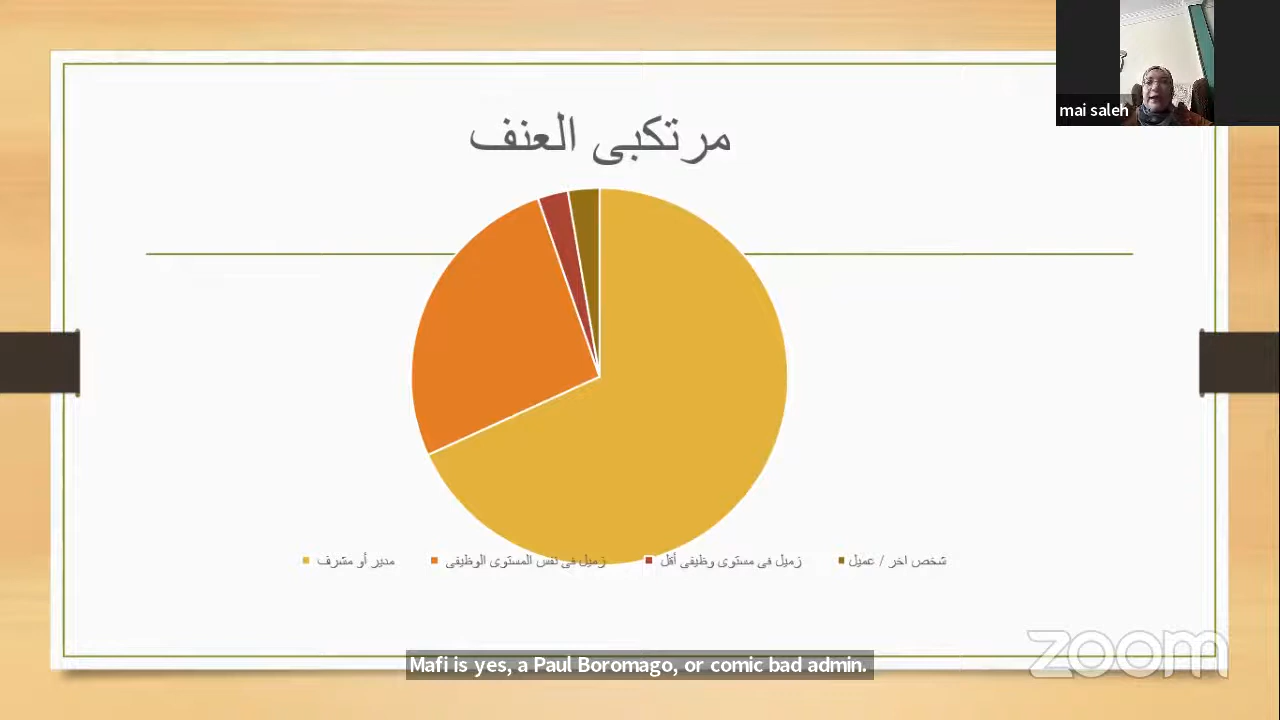 mai saleh
مرتكبى العنف
مدير أو مشرف
زميل فى نفس المستوى الوظيفى
زميل فى مستوى وظيفى أقل
شخص اخر / عميل
Mafi is yes, a Paul Boromago, or comic bad admin.
zoom